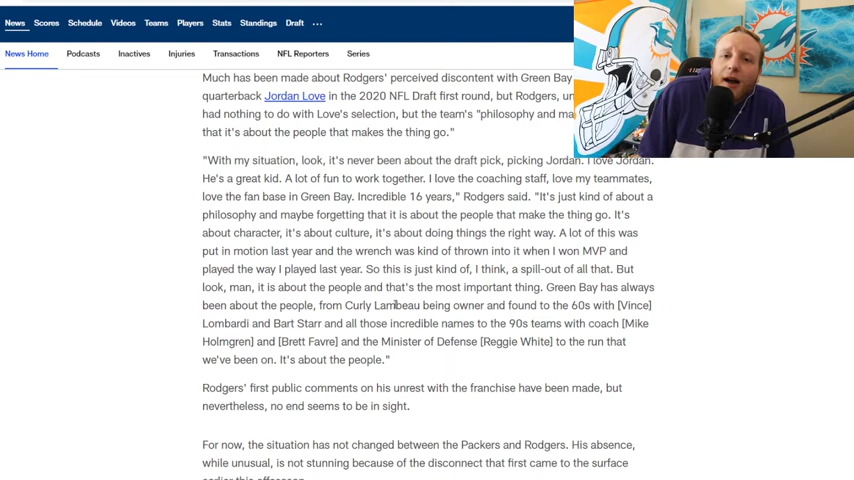 News Scores Schedule Videos Teams Players Stats Standings Draft ...
News Home Podcasts Inactives Injuries Transactions NFL Reporters Series
Much has been made about Rodgers' perceived discontent with Green Bay
quarterback Jordan Love in the 2020 NFL Draft first round, but Rodgers,
had nothing to do with Love's selection, but the team's "philosophy and
that it's about the people that makes the thing go."
"With my situation, look, it's never been about the draft pick, picking Jordan. I love Jordan.
He's a great kid. A lot of fun to work together. I love the coaching staff, love my teammates,
love the fan base in Green Bay. Incredible 16 years," Rodgers said. "It's just kind of about a
philosophy and maybe forgetting that it is about the people that make the thing go. It's
about character, it's about culture, it's about doing things the right way. A lot of this was
put in motion last year and the wrench was kind of thrown into it when I won MVP and
played the way I played last year. So this is just kind of, I think, a spill-out of all that. But
look, man, it is about the people and that's the most important thing. Green Bay has always
been about the people, from Curly Lambeau being owner and found to the 60s with [Vince]
Lombardi and Bart Starr and all those incredible names to the 90s teams with coach [Mike
Holmgren] and [Brett Favre] and the Minister of Defense [Reggie White] to the run that
we've been on. It's about the people."
Rodgers' first public comments on his unrest with the franchise have been made, but
nevertheless, no end seems to be in sight.
For now, the situation has not changed between the Packers and Rodgers. His absence,
while unusual, is not stunning because of the disconnect that first came to the surface
earlier this offseason.